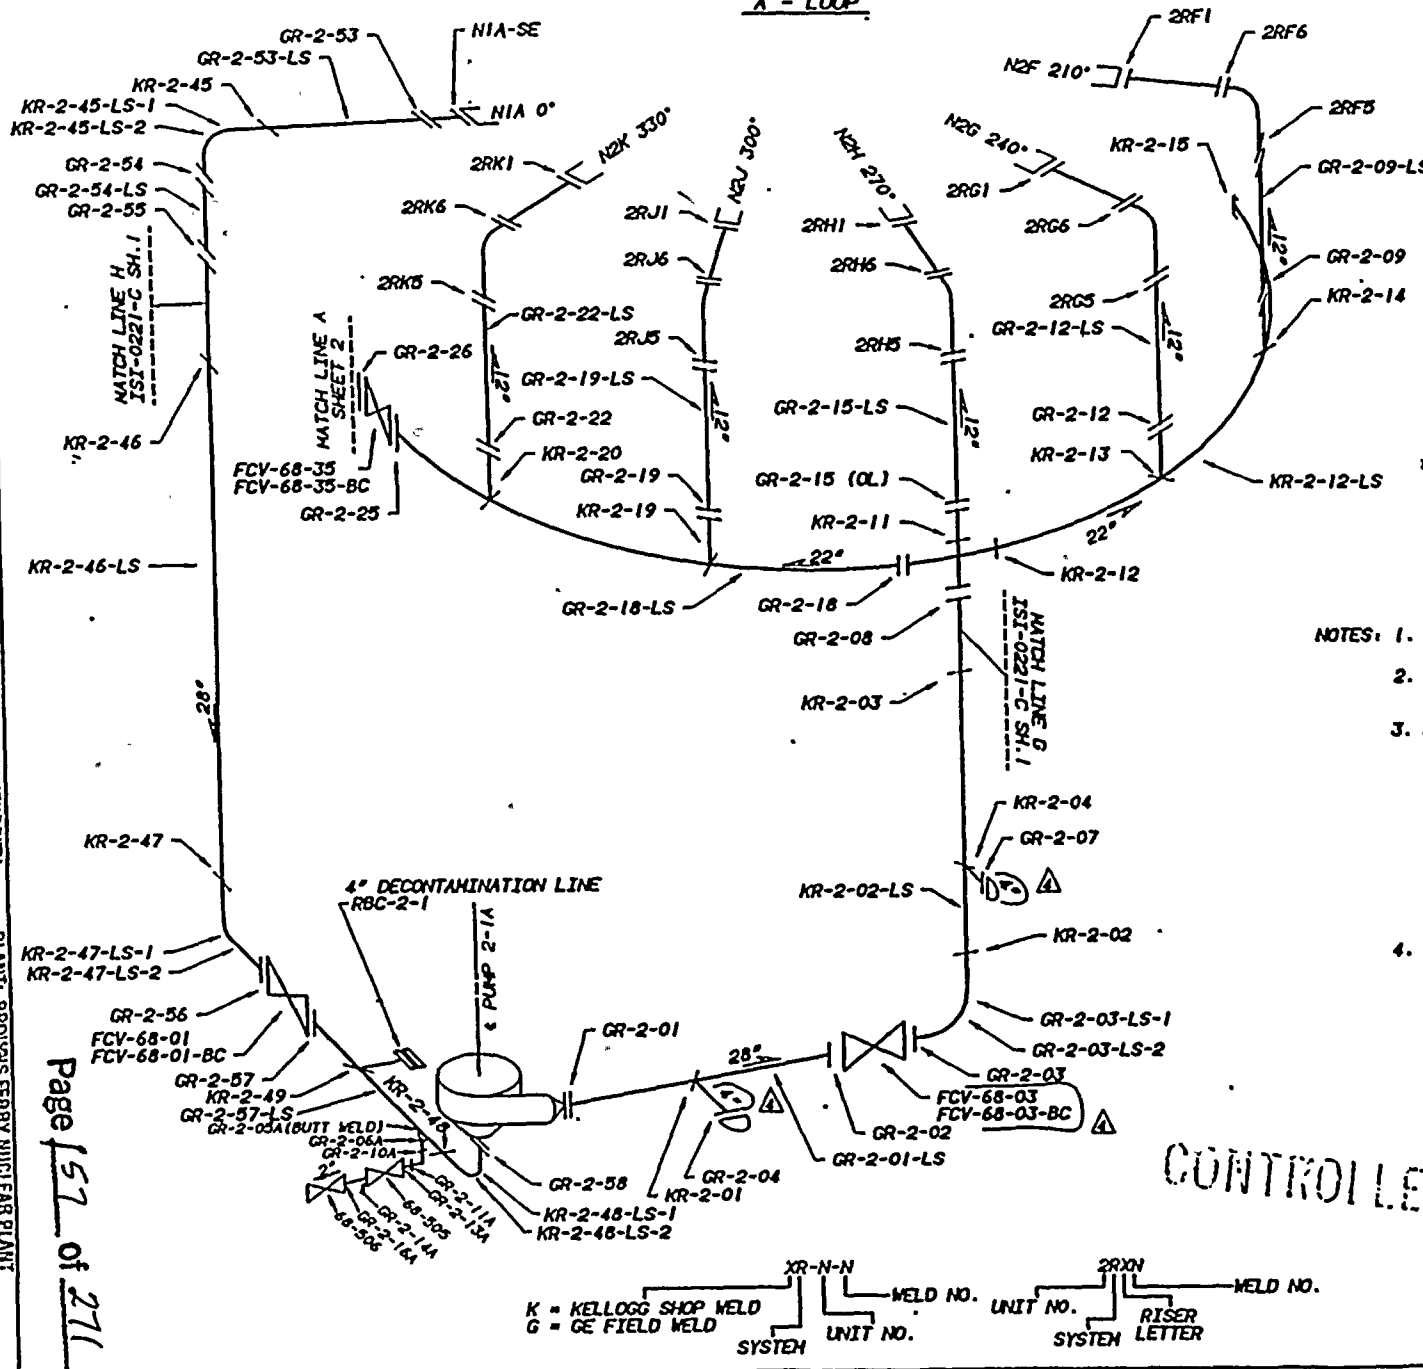 A - LOOP
GR-2-53
GR-2-53-LS
N1A-SE
KR-2-45
KR-2-45-LS-1
KR-2-45-LS-2
N1A 0°
GR-2-54
GR-2-54-LS
GR-2-55
MATCH LINE H
ISI-0221-C SH.1
KR-2-46
KR-2-46-LS
28"
KR-2-47
KR-2-47-LS-1
KR-2-47-LS-2
GR-2-56
FCV-68-01
FCV-68-01-BC
GR-2-57
KR-2-49
GR-2-57-LS
GR-2-05A(BUTT WELD)
GR-2-06A
GR-2-10A
2"
GR-2-11A
GR-2-13A
68-505
GR-2-14A
GR-2-16A
68-506
KR-2-48
GR-2-58
KR-2-48-LS-1
KR-2-48-LS-2
4" DECONTAMINATION LINE
RBC-2-1
¢ PUMP 2-1A
GR-2-01
28"
4"
4
GR-2-04
KR-2-01
GR-2-01-LS
GR-2-02
FCV-68-03
FCV-68-03-BC
4
GR-2-03
GR-2-03-LS-2
GR-2-03-LS-1
KR-2-02
KR-2-02-LS
4"
4
GR-2-07
KR-2-04
KR-2-03
MATCH LINE G
ISI-0221-C SH.1
GR-2-08
N2K 330°
2RK1
2RK6
2RK5
GR-2-22-LS
12"
GR-2-22
KR-2-20
MATCH LINE A
SHEET 2
GR-2-26
FCV-68-35
FCV-68-35-BC
GR-2-25
N2J 300°
2RJ1
2RJ6
2RJ5
GR-2-19-LS
12"
GR-2-19
KR-2-19
22"
GR-2-18-LS
GR-2-18
N2H 270°
2RH1
2RH6
2RH5
GR-2-15-LS
12"
GR-2-15 (OL)
KR-2-11
KR-2-12
22"
N2G 240°
2RG1
2RG6
2RG5
GR-2-12-LS
12"
GR-2-12
KR-2-13
KR-2-12-LS
N2F 210°
2RF1
2RF6
2RF5
KR-2-15
GR-2-09-LS
12"
GR-2-09
KR-2-14
NOTES: 1.
2.
3.
4.
CONTROLLE
XR-N-N
K = KELLOGG SHOP WELD
G = GE FIELD WELD
SYSTEM
UNIT NO.
WELD NO.
2RXN
UNIT NO.
SYSTEM
RISER
LETTER
WELD NO.
Page 157 of 271
PLANT: BROWNS FERRY NUCLEAR PLANT